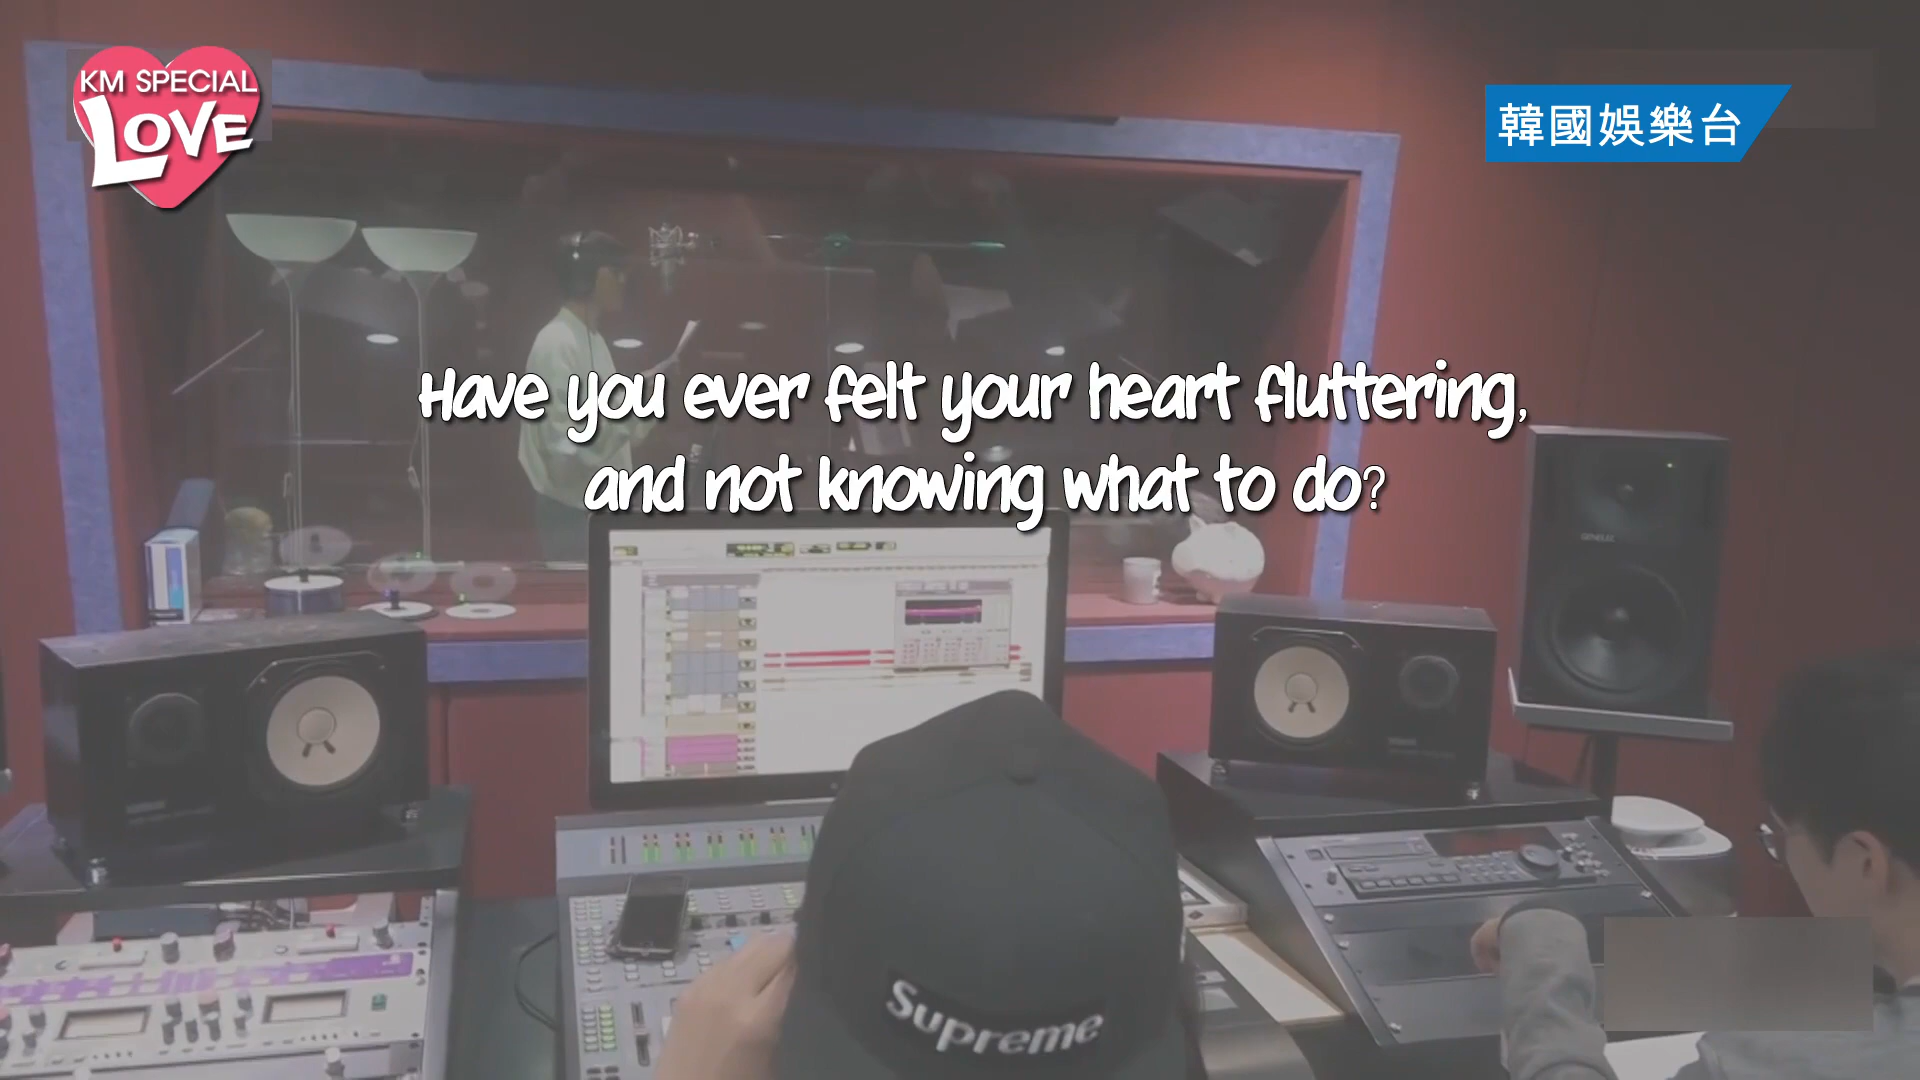 KM SPECIAL
LOVE
韓國娛樂台
Have you ever felt your heart fluttering,
and not knowing what to do?
GENELEC
Supreme